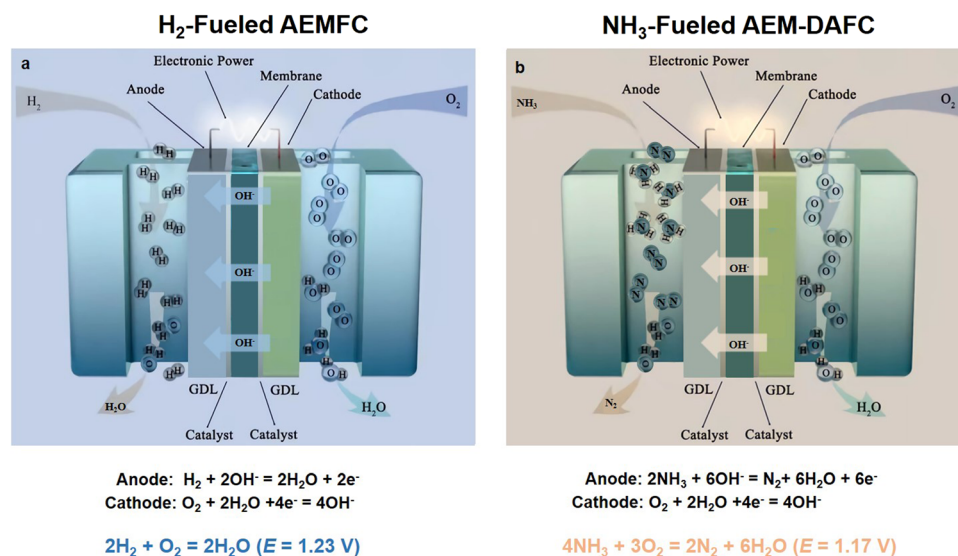 H₂-Fueled AEMFC
NH₃-Fueled AEM-DAFC
a
Electronic Power
Membrane
Anode
Cathode
H₂
O₂
OH⁻
OH⁻
OH⁻
GDL
GDL
H₂O
H₂O
Catalyst
Catalyst
b
Electronic Power
Membrane
Anode
Cathode
NH₃
O₂
OH⁻
OH⁻
OH⁻
GDL
GDL
N₂
H₂O
Catalyst
Catalyst
Anode: H₂ + 2OH⁻ = 2H₂O + 2e⁻
Cathode: O₂ + 2H₂O +4e⁻ = 4OH⁻
2H₂ + O₂ = 2H₂O (E = 1.23 V)
Anode: 2NH₃ + 6OH⁻ = N₂+ 6H₂O + 6e⁻
Cathode: O₂ + 2H₂O +4e⁻ = 4OH⁻
4NH₃ + 3O₂ = 2N₂ + 6H₂O (E = 1.17 V)